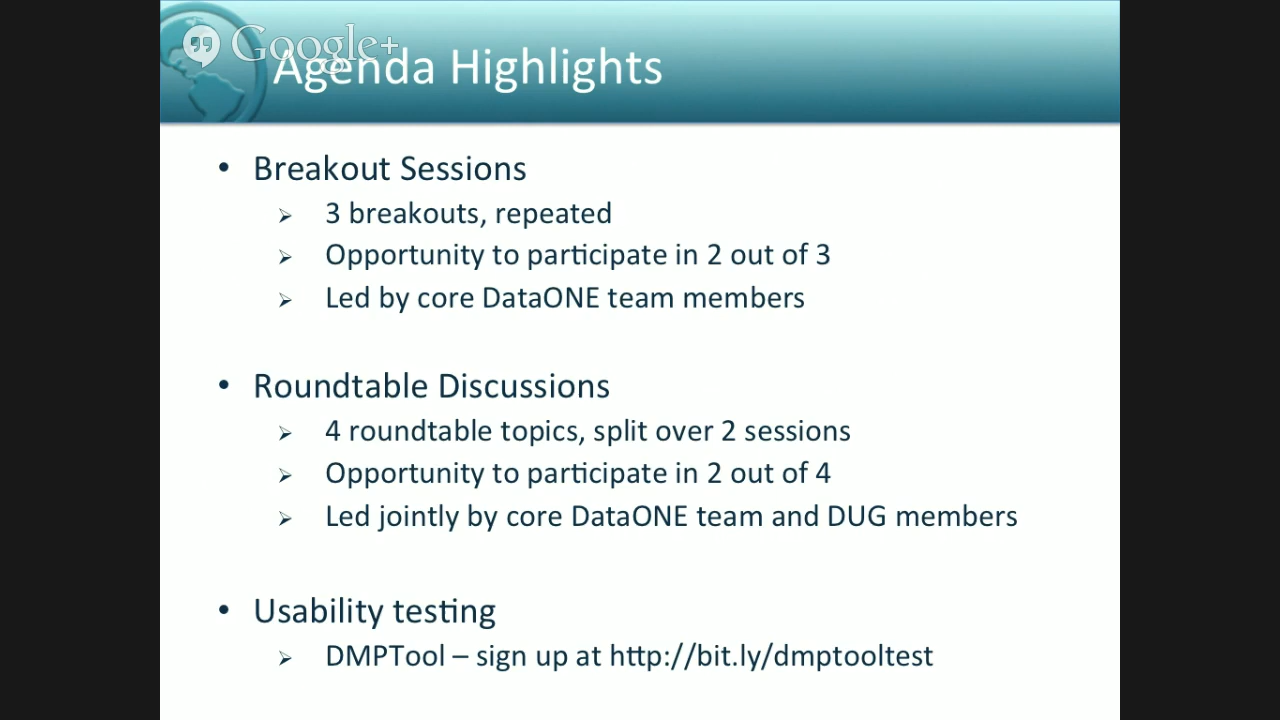 Google+
Agenda Highlights
• Breakout Sessions
➢ 3 breakouts, repeated
➢ Opportunity to participate in 2 out of 3
➢ Led by core DataONE team members
• Roundtable Discussions
➢ 4 roundtable topics, split over 2 sessions
➢ Opportunity to participate in 2 out of 4
➢ Led jointly by core DataONE team and DUG members
• Usability testing
➢ DMPTool – sign up at http://bit.ly/dmptooltest